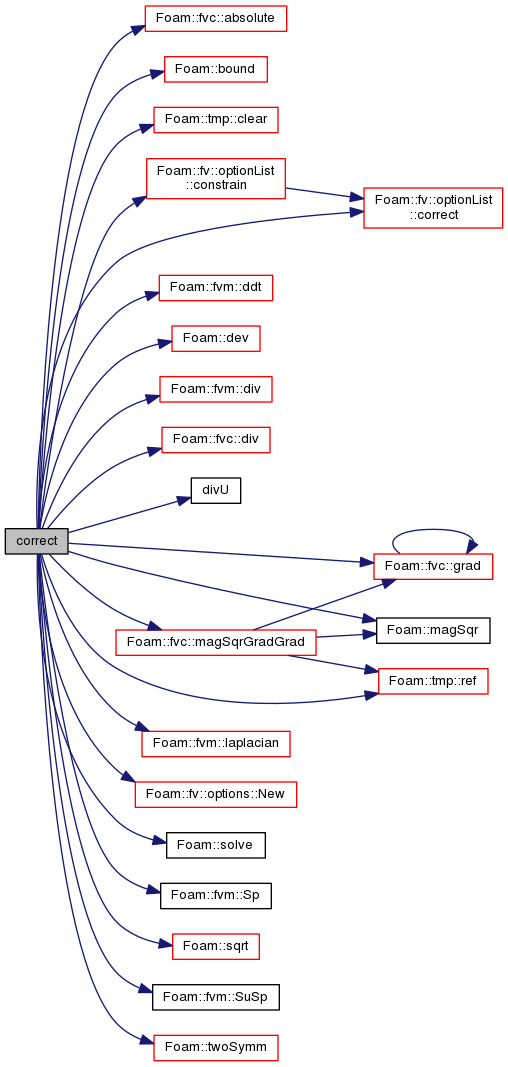 Foam::fvc::absolute
Foam::bound
Foam::tmp::clear
Foam::fv::optionList
::constrain
Foam::fv::optionList
::correct
Foam::fvm::ddt
Foam::dev
Foam::fvm::div
Foam::fvc::div
divU
correct
Foam::fvc::grad
Foam::magSqr
Foam::fvc::magSqrGradGrad
Foam::tmp::ref
Foam::fvm::laplacian
Foam::fv::options::New
Foam::solve
Foam::fvm::Sp
Foam::sqrt
Foam::fvm::SuSp
Foam::twoSymm